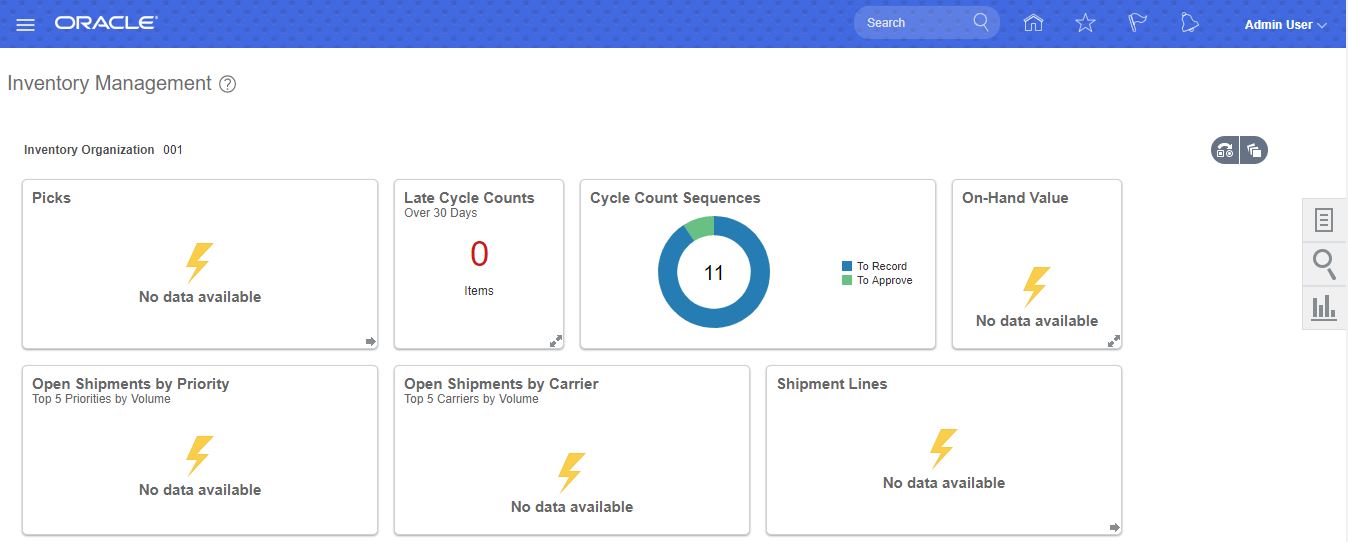 ORACLE
Search
Admin User
Inventory Management ?
Inventory Organization 001
Picks
No data available
Late Cycle Counts
Over 30 Days
0
Items
Cycle Count Sequences
11
To Record
To Approve
On-Hand Value
No data available
Open Shipments by Priority
Top 5 Priorities by Volume
No data available
Open Shipments by Carrier
Top 5 Carriers by Volume
No data available
Shipment Lines
No data available